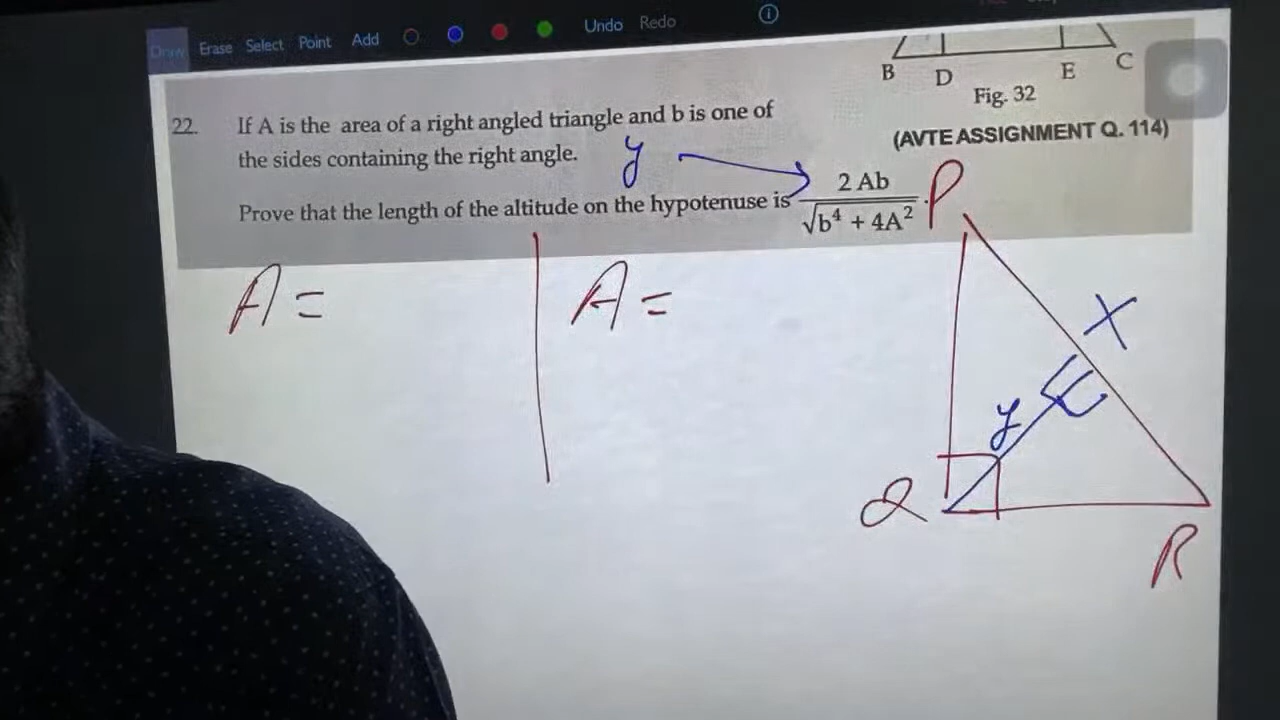 Draw Erase Select Point Add Undo Redo
B D E C
Fig. 32
(AVTE ASSIGNMENT Q. 114)
22. If A is the area of a right angled triangle and b is one of
the sides containing the right angle.
y
Prove that the length of the altitude on the hypotenuse is 2 Ab / √b⁴ + 4A² .
P
A =
A =
X
y
Q
R